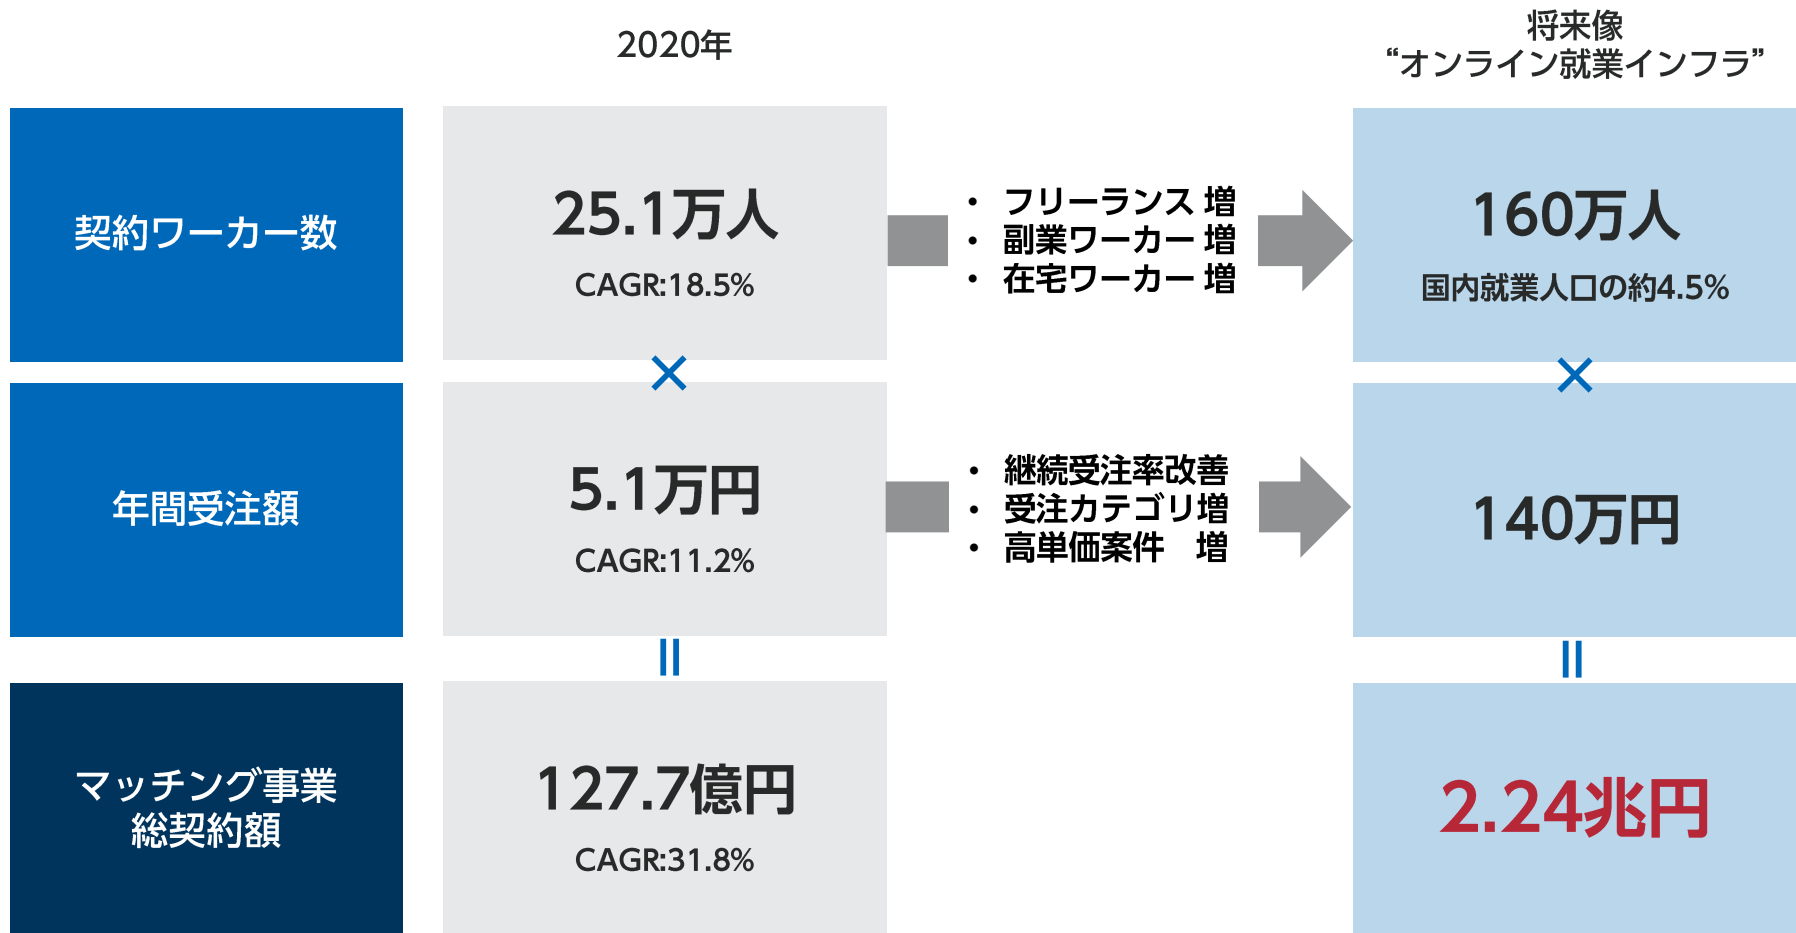 2020年
将来像
“オンライン就業インフラ”
契約ワーカー数
25.1万人
CAGR:18.5%
・ フリーランス 増
・ 副業ワーカー 増
・ 在宅ワーカー 増
160万人
国内就業人口の約4.5%
×
×
年間受注額
5.1万円
CAGR:11.2%
・ 継続受注率改善
・ 受注カテゴリ増
・ 高単価案件　増
140万円
=
=
マッチング事業
総契約額
127.7億円
CAGR:31.8%
2.24兆円